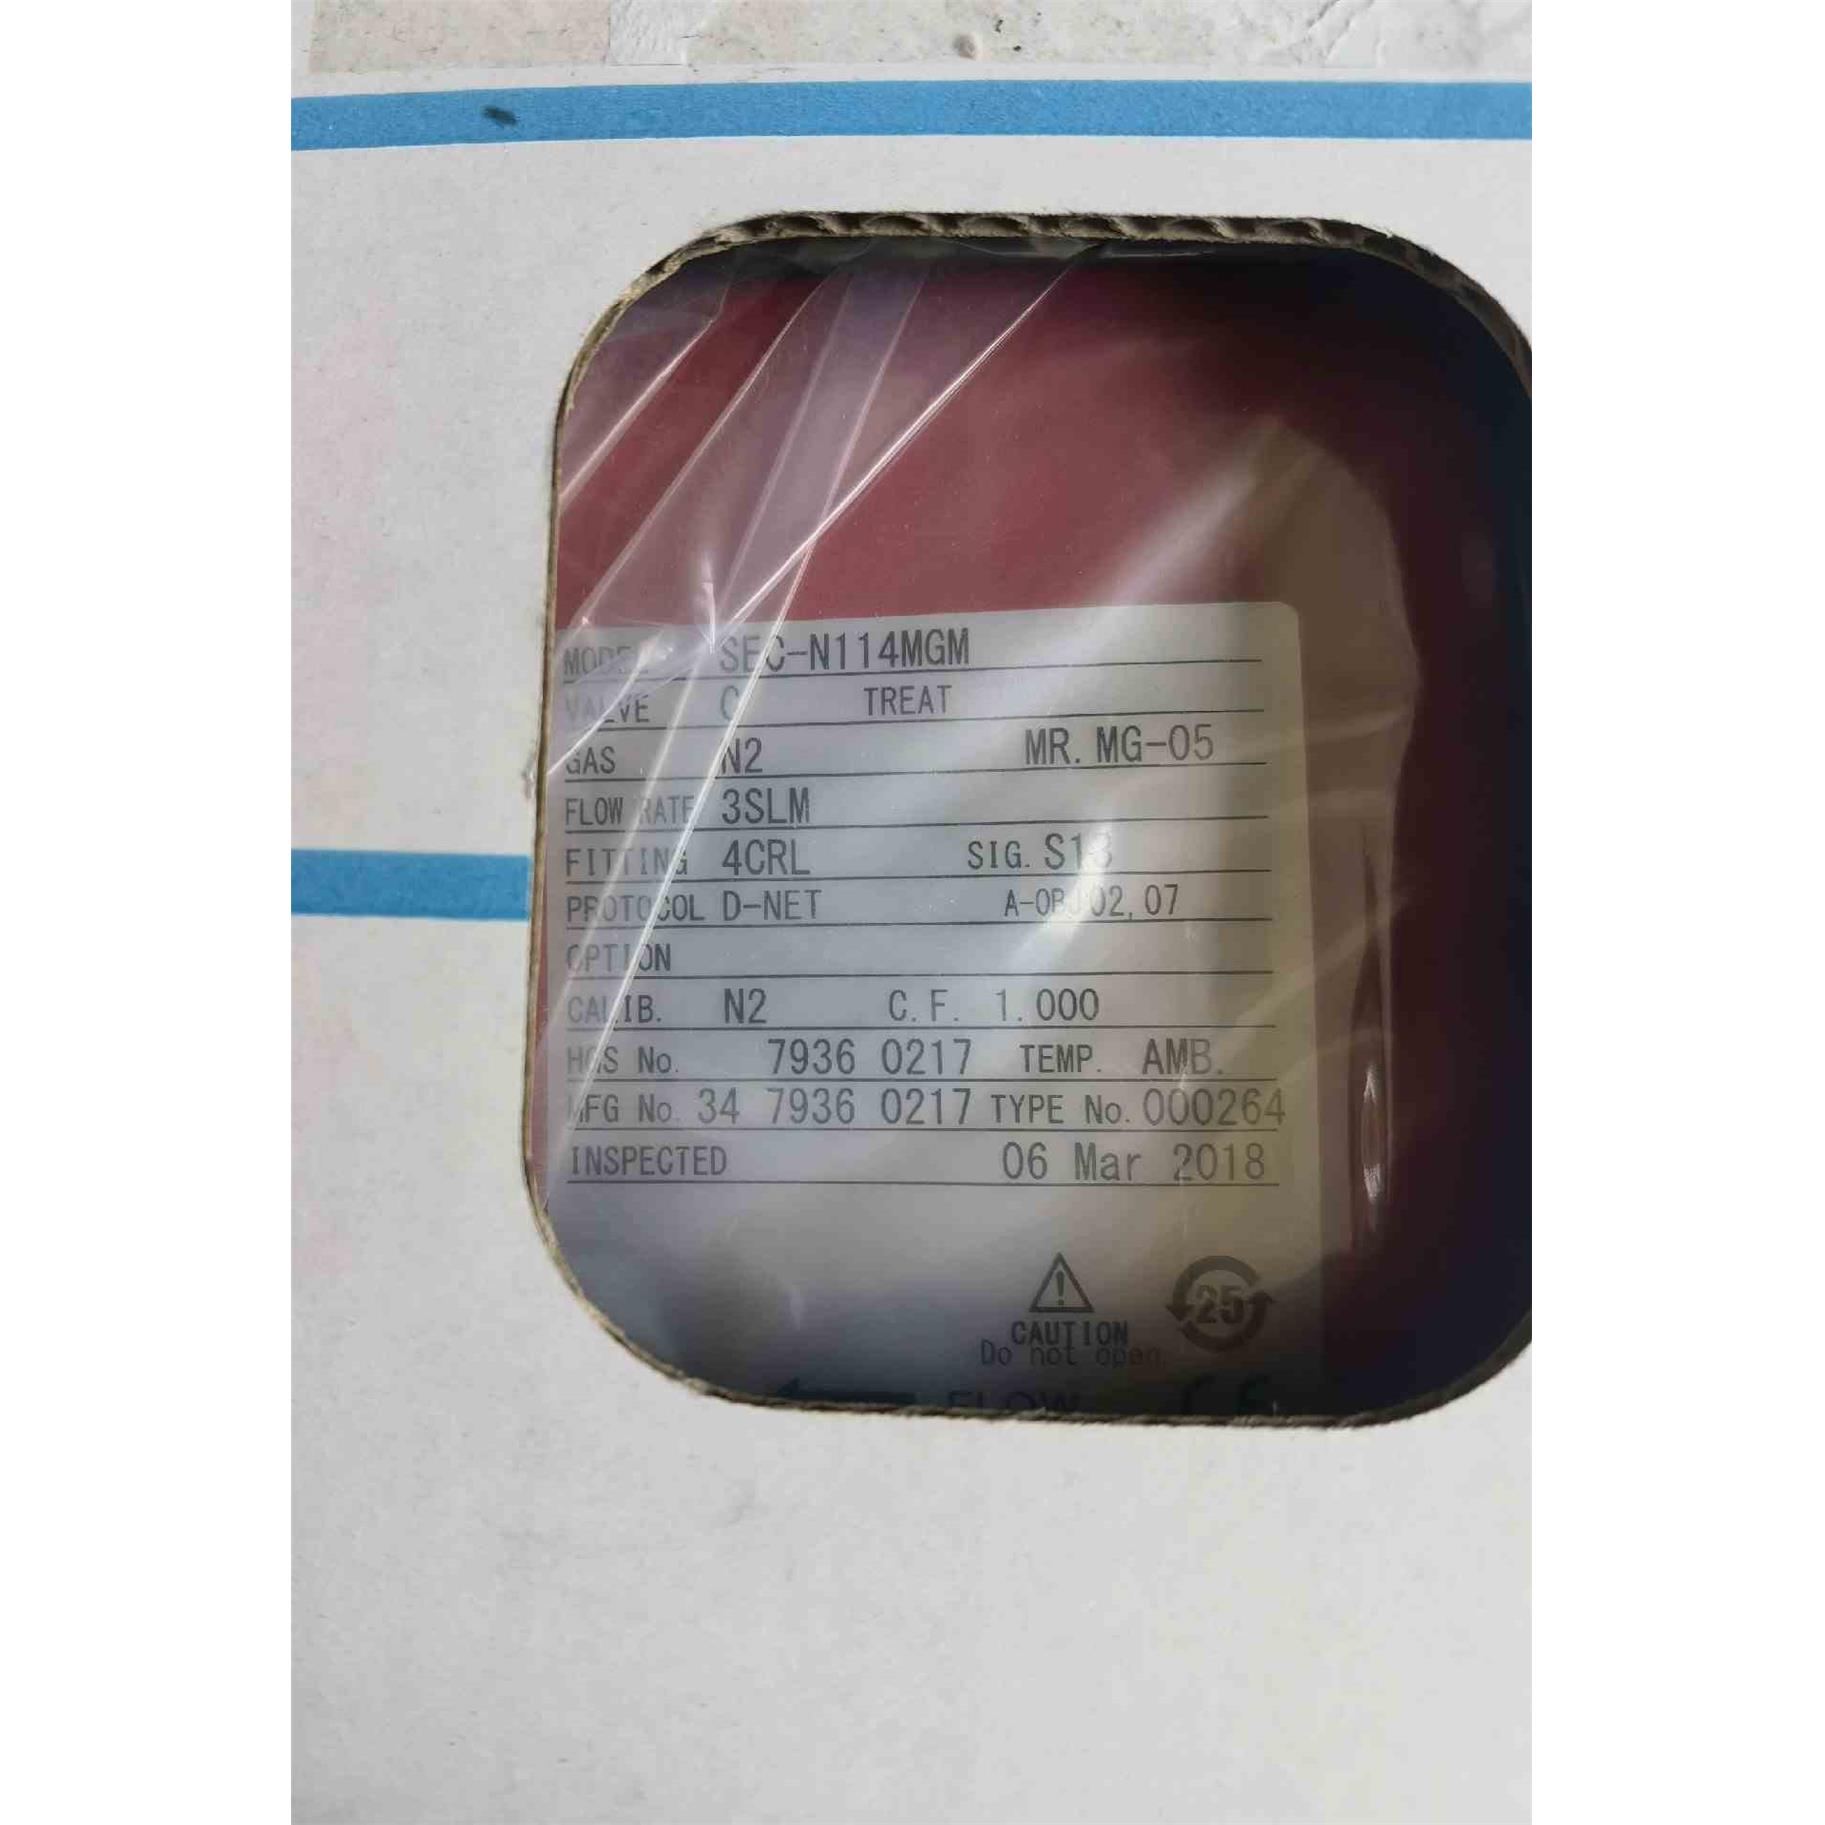 MODEL SEC-N114MGM
VALVE C TREAT
GAS N2 MR. MG-05
FLOW RATE 3SLM
FITTING 4CRL SIG.
PROTOCOL D-NET A-OBJ02, 07
OPTION
CALIB. N2 C.F. 1.000
HGS No. 7936 0217 TEMP. AMB.
MFG No. 34 7936 0217 TYPE No. 000264
INSPECTED 06 Mar 2018
25
CAUTION
Do not open
FLOW CE